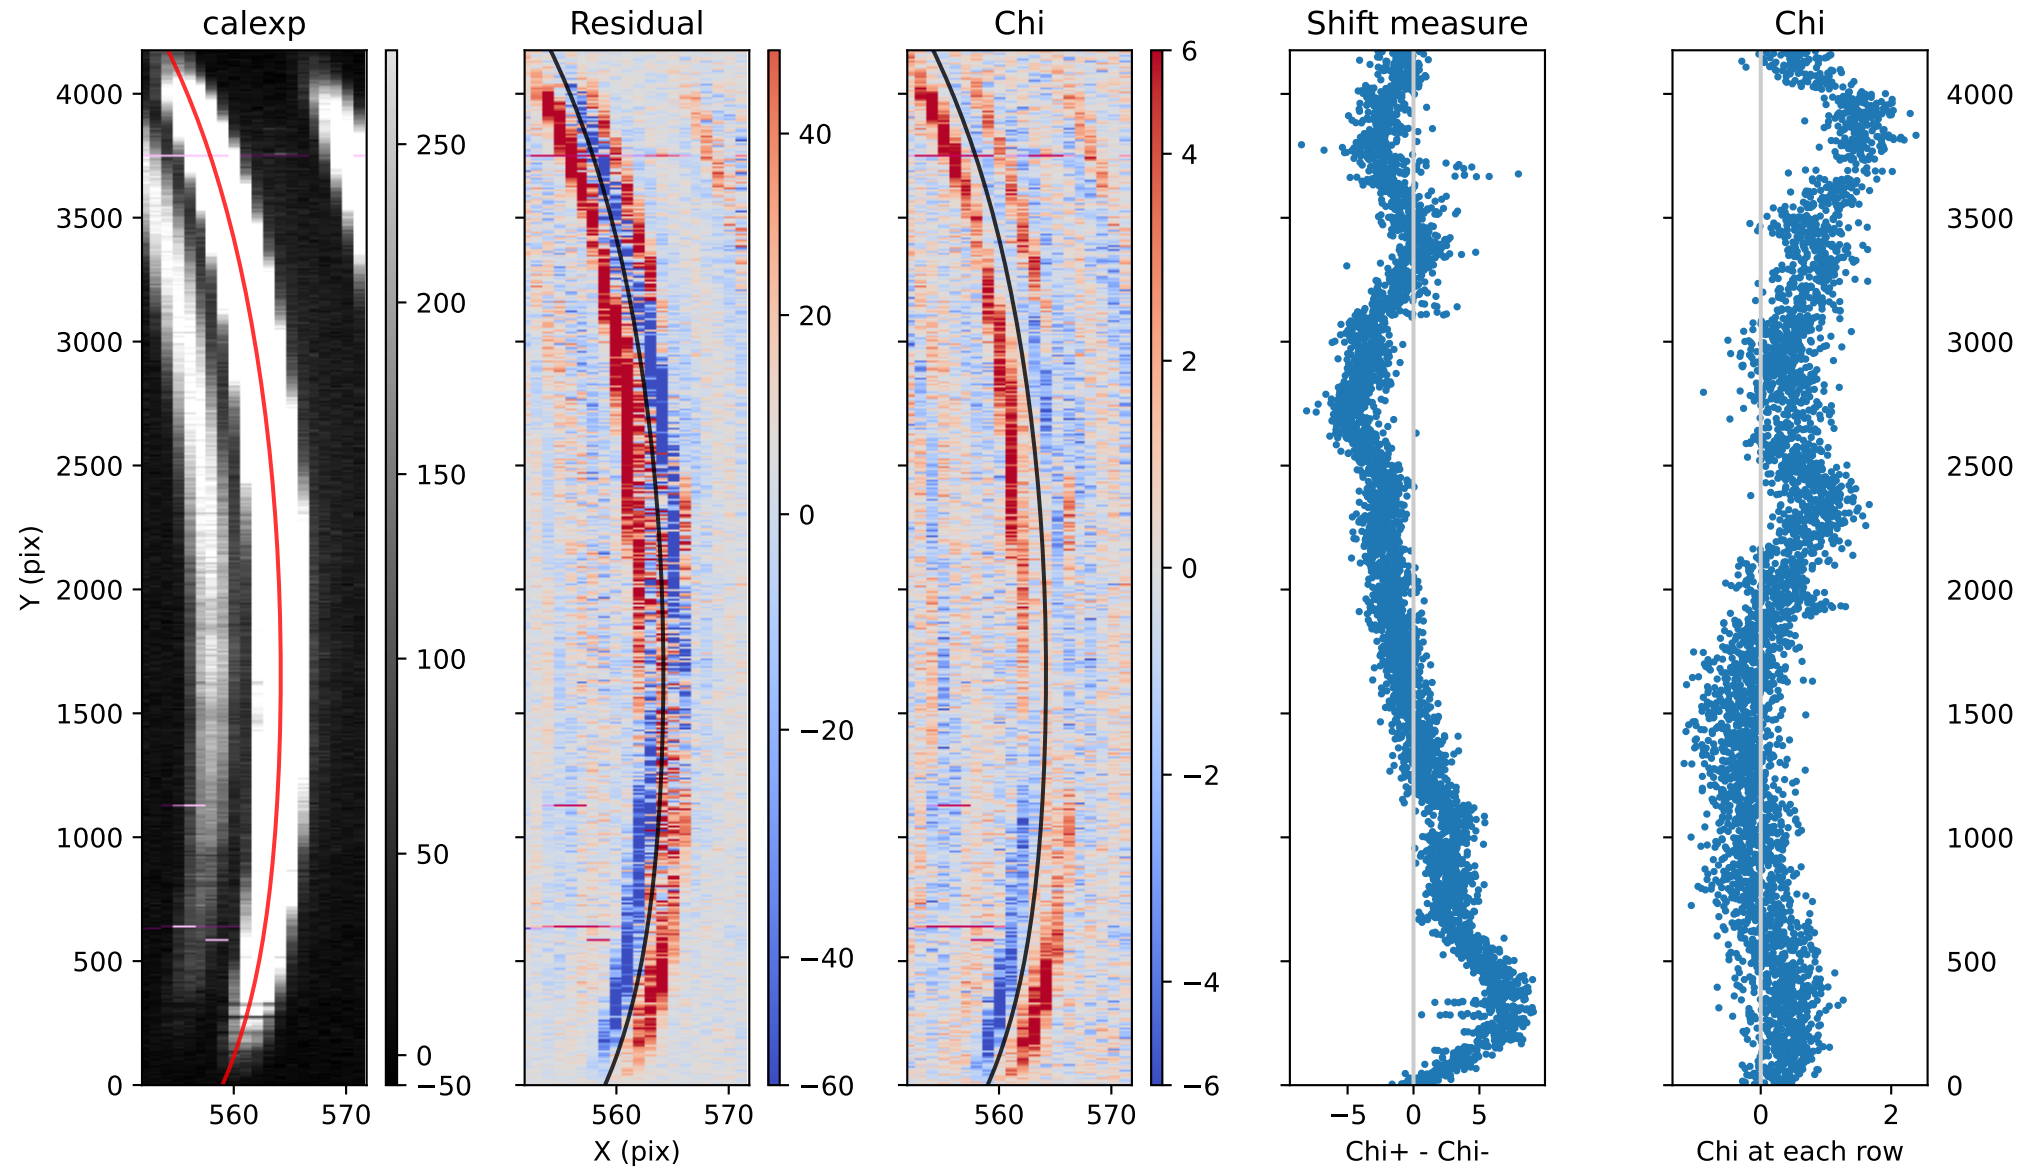 calexp Residual Chi Shift measure Chi
4000 250 40 6 4000
3500 200 20 4 3500
3000 150 0 2 3000
2500 100 −20 0 2500
2000 50 −40 −2 2000
1500 0 −60 −4 1500
1000 −50 −6 1000
500 500
0 0
Y (pix)
560 570 560 570 560 570 −5 0 5 0 2
X (pix) Chi+ - Chi- Chi at each row